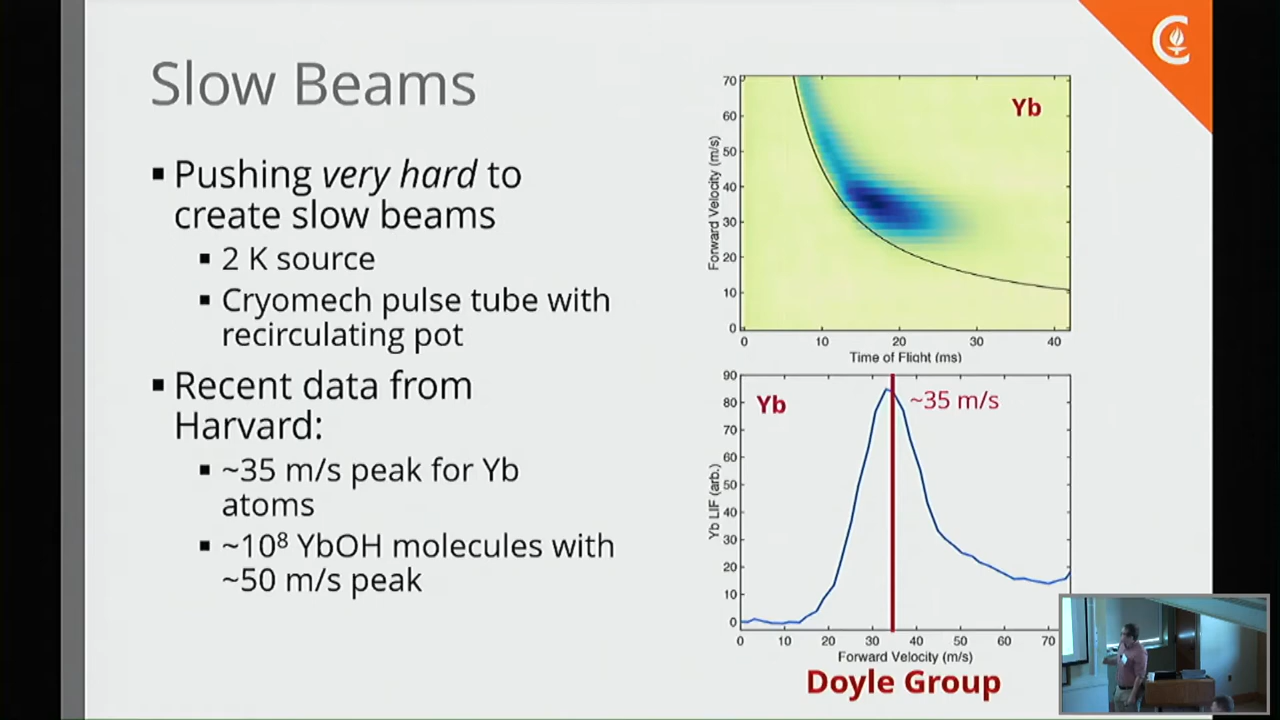 Slow Beams
▪ Pushing very hard to
create slow beams
▪ 2 K source
▪ Cryomech pulse tube with
recirculating pot
▪ Recent data from
Harvard:
▪ ~35 m/s peak for Yb
atoms
▪ ~10⁸ YbOH molecules with
~50 m/s peak
Yb
Forward Velocity (m/s)
70
60
50
40
30
20
10
0
0 10 20 30 40
Time of Flight (ms)
Yb
~35 m/s
Yb LIF (arb.)
90
80
70
60
50
40
30
20
10
0
0 10 20 30 40 50 60 70
Forward Velocity (m/s)
Doyle Group